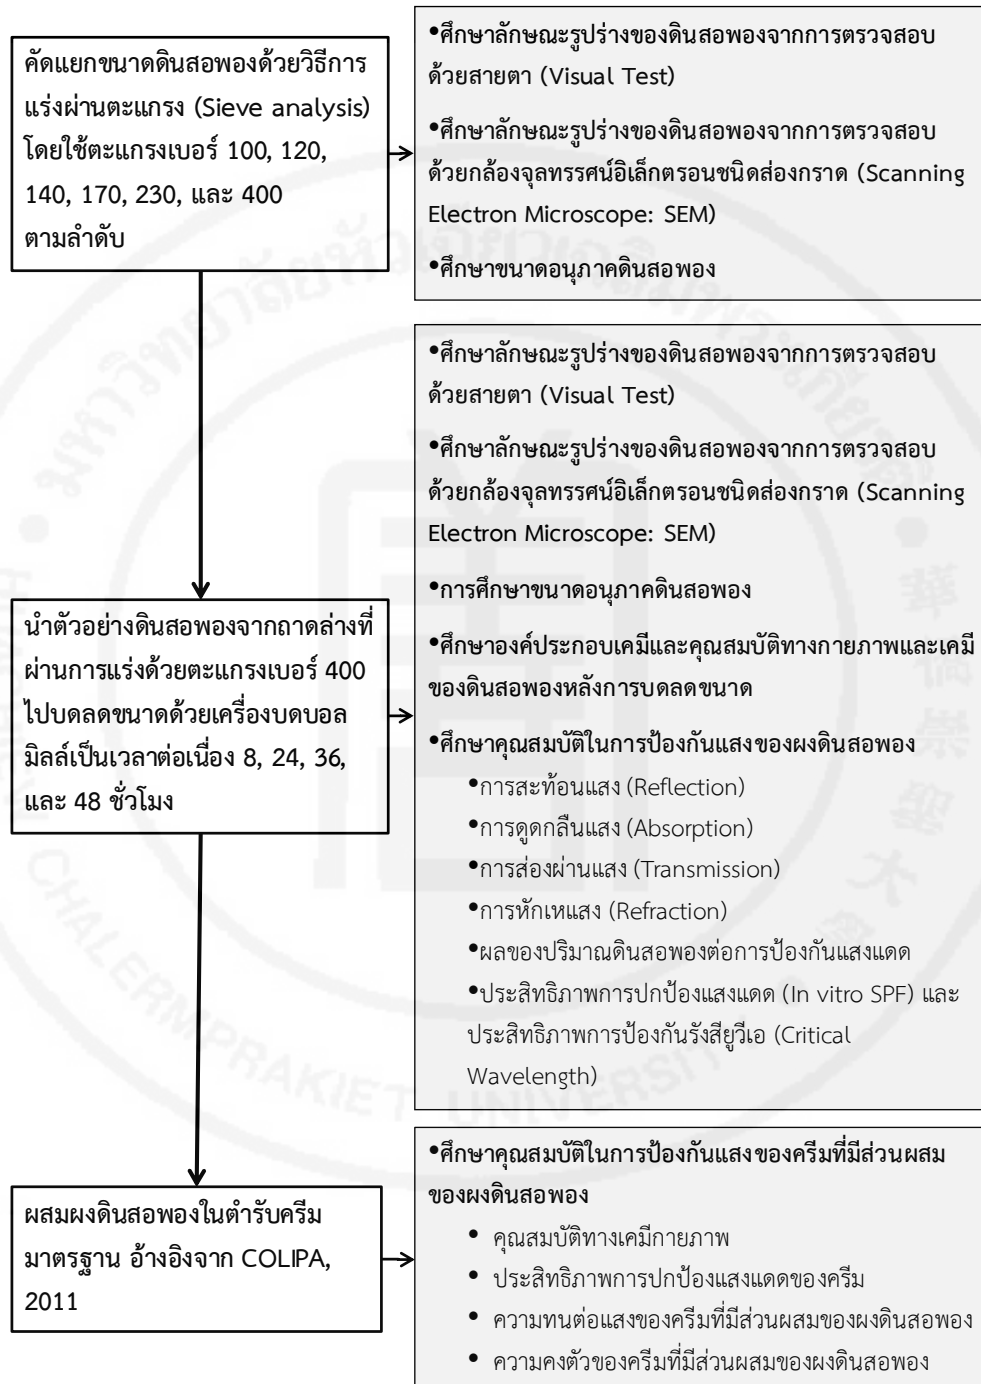 คัดแยกขนาดดินสอพองด้วยวิธีการ
แร่งผ่านตะแกรง (Sieve analysis)
โดยใช้ตะแกรงเบอร์ 100, 120,
140, 170, 230, และ 400
ตามลำดับ
•ศึกษาลักษณะรูปร่างของดินสอพองจากการตรวจสอบ
ด้วยสายตา (Visual Test)
•ศึกษาลักษณะรูปร่างของดินสอพองจากการตรวจสอบ
ด้วยกล้องจุลทรรศน์อิเล็กตรอนชนิดส่องกราด (Scanning
Electron Microscope: SEM)
•ศึกษาขนาดอนุภาคดินสอพอง
นำตัวอย่างดินสอพองจากถาดล่างที่
ผ่านการแร่งด้วยตะแกรงเบอร์ 400
ไปบดลดขนาดด้วยเครื่องบดบอล
มิลล์เป็นเวลาต่อเนื่อง 8, 24, 36,
และ 48 ชั่วโมง
•ศึกษาลักษณะรูปร่างของดินสอพองจากการตรวจสอบ
ด้วยสายตา (Visual Test)
•ศึกษาลักษณะรูปร่างของดินสอพองจากการตรวจสอบ
ด้วยกล้องจุลทรรศน์อิเล็กตรอนชนิดส่องกราด (Scanning
Electron Microscope: SEM)
•การศึกษาขนาดอนุภาคดินสอพอง
•ศึกษาองค์ประกอบเคมีและคุณสมบัติทางกายภาพและเคมี
ของดินสอพองหลังการบดลดขนาด
•ศึกษาคุณสมบัติในการป้องกันแสงของผงดินสอพอง
•การสะท้อนแสง (Reflection)
•การดูดกลืนแสง (Absorption)
•การส่องผ่านแสง (Transmission)
•การหักเหแสง (Refraction)
•ผลของปริมาณดินสอพองต่อการป้องกันแสงแดด
•ประสิทธิภาพการปกป้องแสงแดด (In vitro SPF) และ
ประสิทธิภาพการป้องกันรังสียูวีเอ (Critical
Wavelength)
ผสมผงดินสอพองในตำรับครีม
มาตรฐาน อ้างอิงจาก COLIPA,
2011
•ศึกษาคุณสมบัติในการป้องกันแสงของครีมที่มีส่วนผสม
ของผงดินสอพอง
• คุณสมบัติทางเคมีกายภาพ
• ประสิทธิภาพการปกป้องแสงแดดของครีม
• ความทนต่อแสงของครีมที่มีส่วนผสมของผงดินสอพอง
• ความคงตัวของครีมที่มีส่วนผสมของผงดินสอพอง
มหาวิทยาลัยหัวเฉียวเฉลิมพระเกียรติ
CHALERMPRAKIET UNIVERSITY
華僑崇聖大學